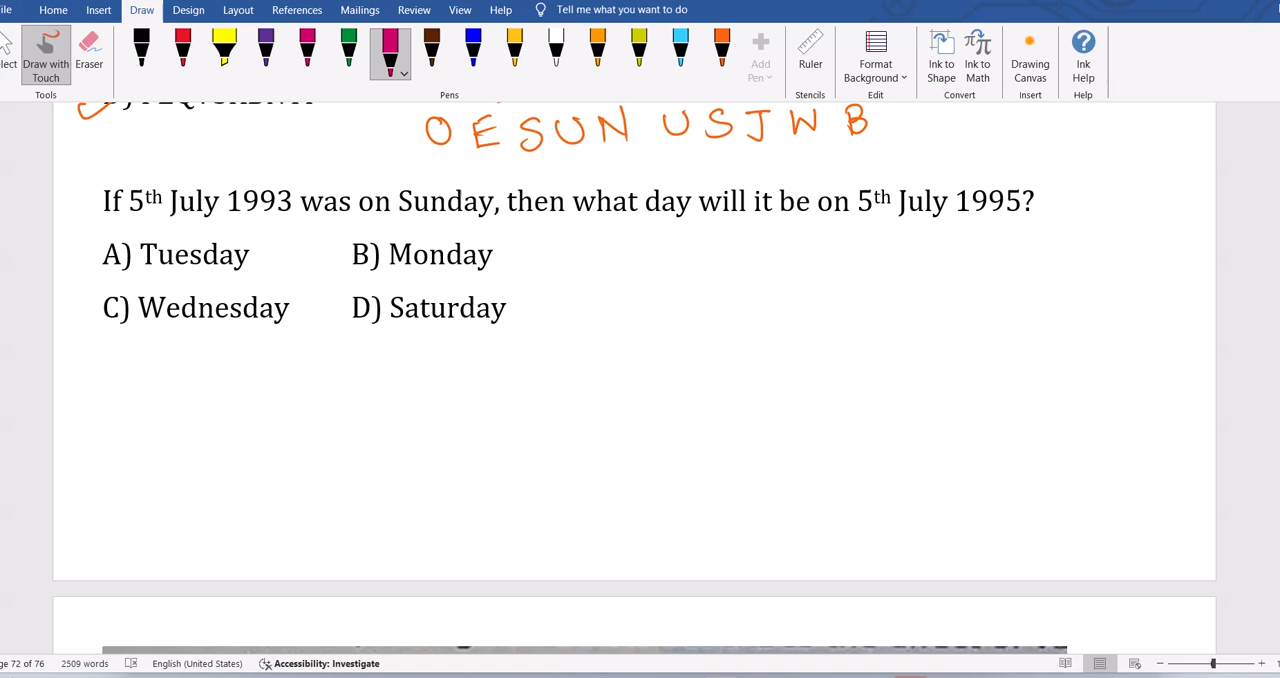 Home Insert Draw Design Layout References Mailings Review View Help Tell me what you want to do
Draw with Touch
Eraser
Add Pen
Ruler
Format Background
Ink to Shape
Ink to Math
Drawing Canvas
Ink Help
Tools Pens Stencils Edit Convert Insert Help
O E S U N U S J W B
If 5th July 1993 was on Sunday, then what day will it be on 5th July 1995?
A) Tuesday B) Monday
C) Wednesday D) Saturday
72 of 76 2509 words English (United States) Accessibility: Investigate